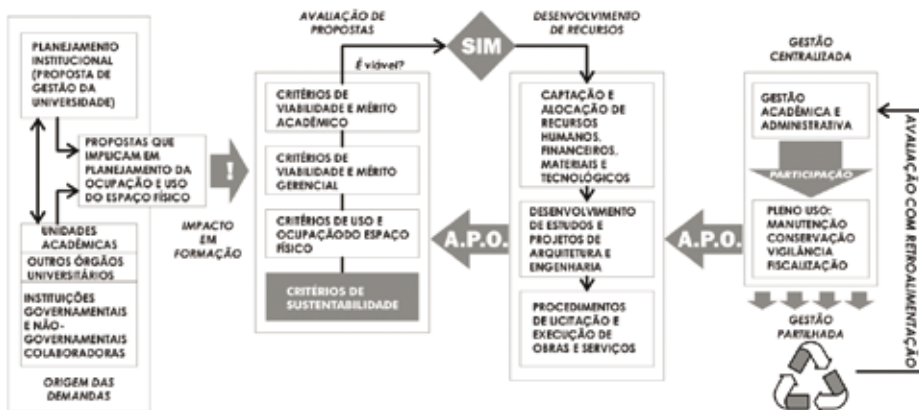 PLANEJAMENTO
INSTITUCIONAL
(PROPOSTA DE
GESTÃO DA
UNIVERSIDADE)
PROPOSTAS QUE
IMPLICAM EM
PLANEJAMENTO DA
OCUPAÇÃO E USO
DO ESPAÇO FÍSICO
UNIDADES
ACADÊMICAS
OUTROS ÓRGÃOS
UNIVERSITÁRIOS
INSTITUIÇÕES
GOVERNAMENTAIS
E NÃO-
GOVERNAMENTAIS
COLABORADORAS
ORIGEM DAS
DEMANDAS
!
IMPACTO
EM
FORMAÇÃO
AVALIAÇÃO DE
PROPOSTAS
É viável?
CRITÉRIOS DE
VIABILIDADE E MÉRITO
ACADÊMICO
CRITÉRIOS DE
VIABILIDADE E MÉRITO
GERENCIAL
CRITÉRIOS DE USO E
OCUPAÇÃODO ESPAÇO
FÍSICO
CRITÉRIOS DE
SUSTENTABILIDADE
SIM
A.P.O.
DESENVOLVIMENTO
DE RECURSOS
CAPTAÇÃO E
ALOCAÇÃO DE
RECURSOS
HUMANOS,
FINANCEIROS,
MATERIAIS E
TECNOLÓGICOS
DESENVOLVIMENTO
DE ESTUDOS E
PROJETOS DE
ARQUITETURA E
ENGENHARIA
PROCEDIMENTOS
DE LICITAÇÃO E
EXECUÇÃO DE
OBRAS E SERVIÇOS
A.P.O.
GESTÃO
CENTRALIZADA
GESTÃO
ACADÊMICA E
ADMINISTRATIVA
PARTICIPAÇÃO
PLENO USO:
MANUTENÇÃO
CONSERVAÇÃO
VIGILÂNCIA
FISCALIZAÇÃO
GESTÃO
PARTILHADA
AVALIAÇÃO COM RETROALIMENTAÇÃO